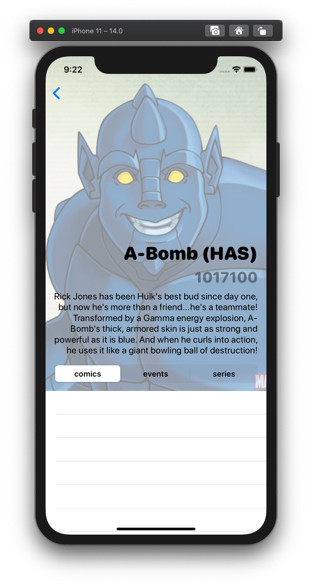 iPhone 11 – 14.0
9:22
A-Bomb (HAS)
1017100
Rick Jones has been Hulk's best bud since day one,
but now he's more than a friend...he's a teammate!
Transformed by a Gamma energy explosion, A-
Bomb's thick, armored skin is just as strong and
powerful as it is blue. And when he curls into action,
he uses it like a giant bowling ball of destruction!
comics events series
MA